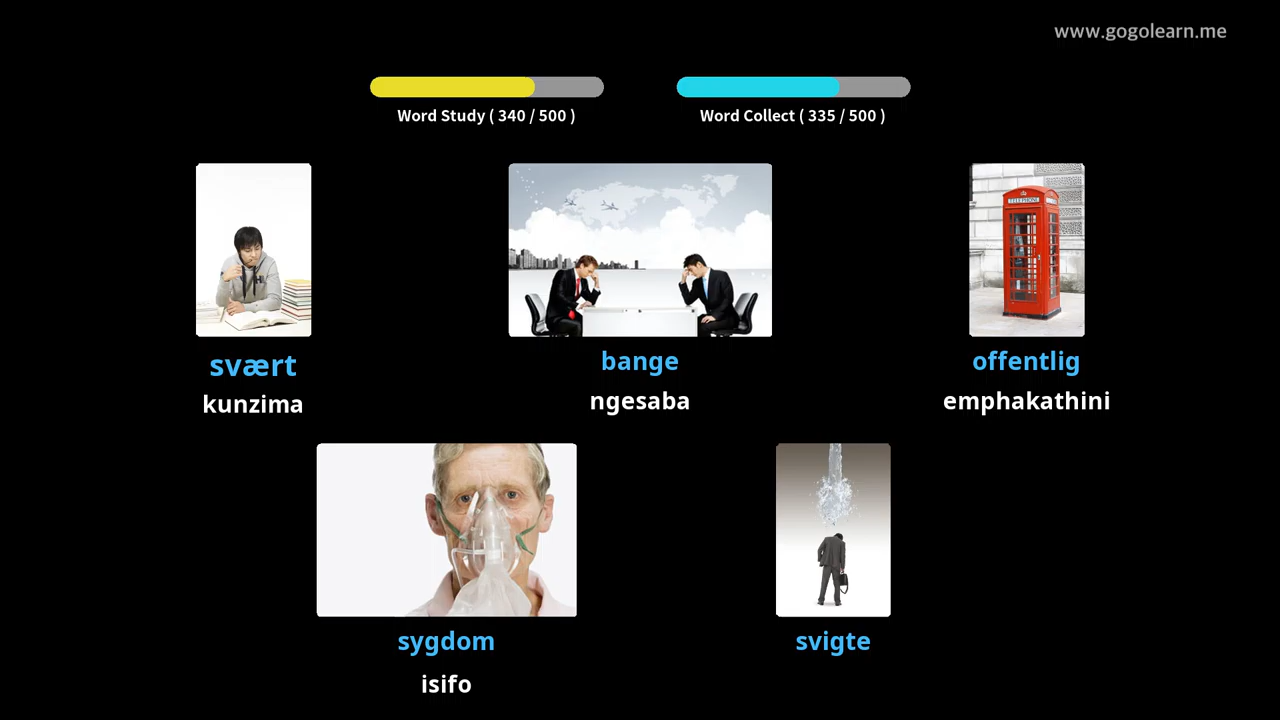 www.gogolearn.me
Word Study ( 340 / 500 )
Word Collect ( 335 / 500 )
TELEPHONE
svært
kunzima
bange
ngesaba
offentlig
emphakathini
sygdom
isifo
svigte